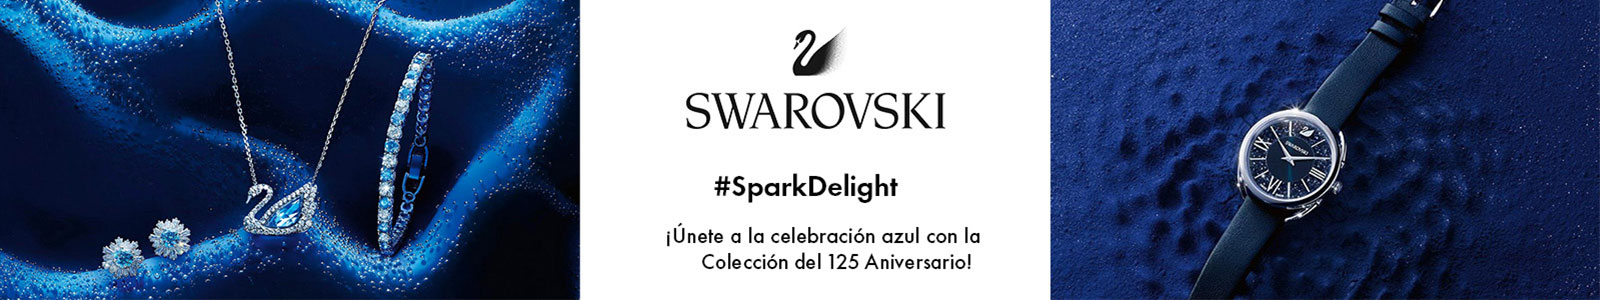 SWAROVSKI
#SparkDelight
¡Únete a la celebración azul con la
Colección del 125 Aniversario!
SWAROVSKI